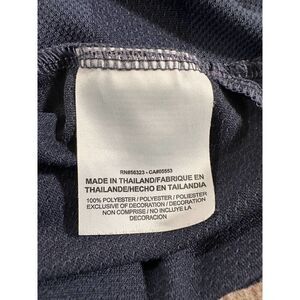 RN#56323 - CA#05553
MADE IN THAILAND/FABRIQUE EN
THAILANDE/HECHO EN TAILANDIA
100% POLYESTER / POLYESTER / POLIESTER
EXCLUSIVE OF DECORATION / DECORATION
NON COMPRISE / NO INCLUYE LA
DECORACION